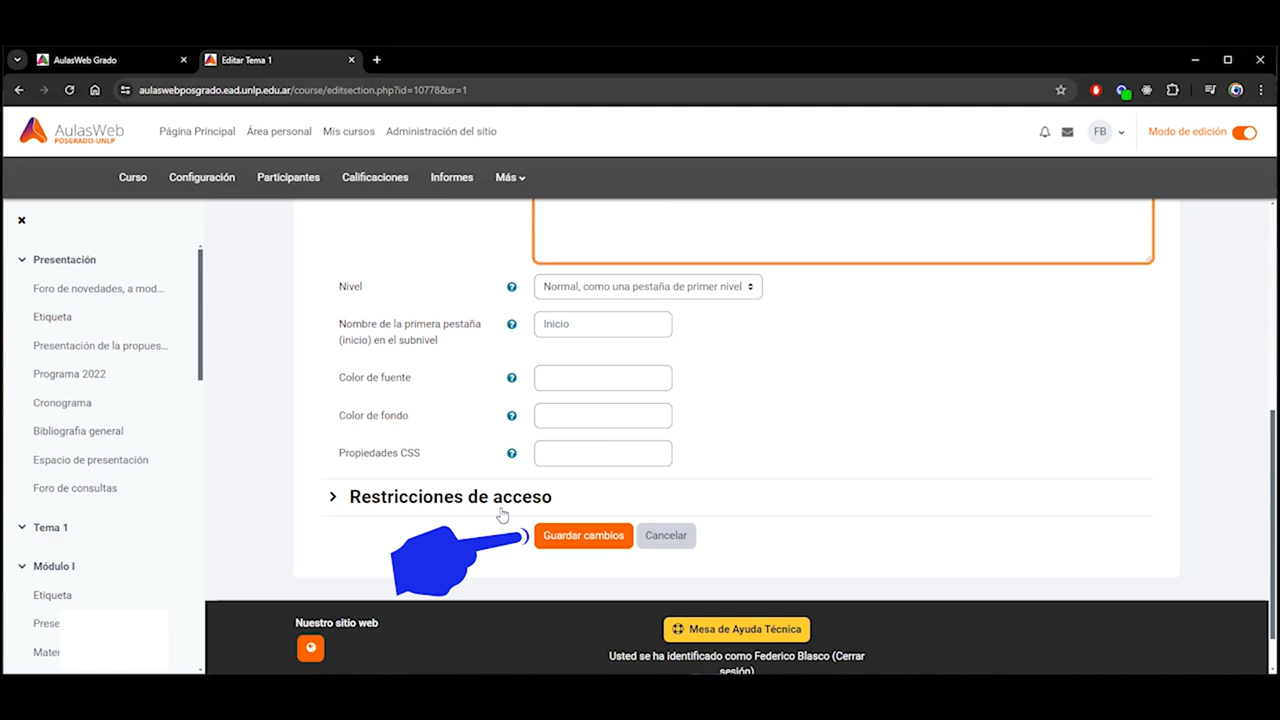 AulasWeb Grado
Editar Tema 1
aulaswebposgrado.ead.unlp.edu.ar/course/editsection.php?id=10778&sr=1
AulasWeb
POSGRADO-UNLP
Página Principal
Área personal
Mis cursos
Administración del sitio
FB
Modo de edición
Curso
Configuración
Participantes
Calificaciones
Informes
Más
Presentación
Foro de novedades, a mod...
Etiqueta
Presentación de la propues...
Programa 2022
Cronograma
Bibliografia general
Espacio de presentación
Foro de consultas
Tema 1
Módulo I
Etiqueta
Prese
Mater
Nivel
Normal, como una pestaña de primer nivel
Nombre de la primera pestaña
(inicio) en el subnivel
Inicio
Color de fuente
Color de fondo
Propiedades CSS
Restricciones de acceso
Guardar cambios
Cancelar
Nuestro sitio web
Mesa de Ayuda Técnica
Usted se ha identificado como Federico Blasco (Cerrar
sesión)